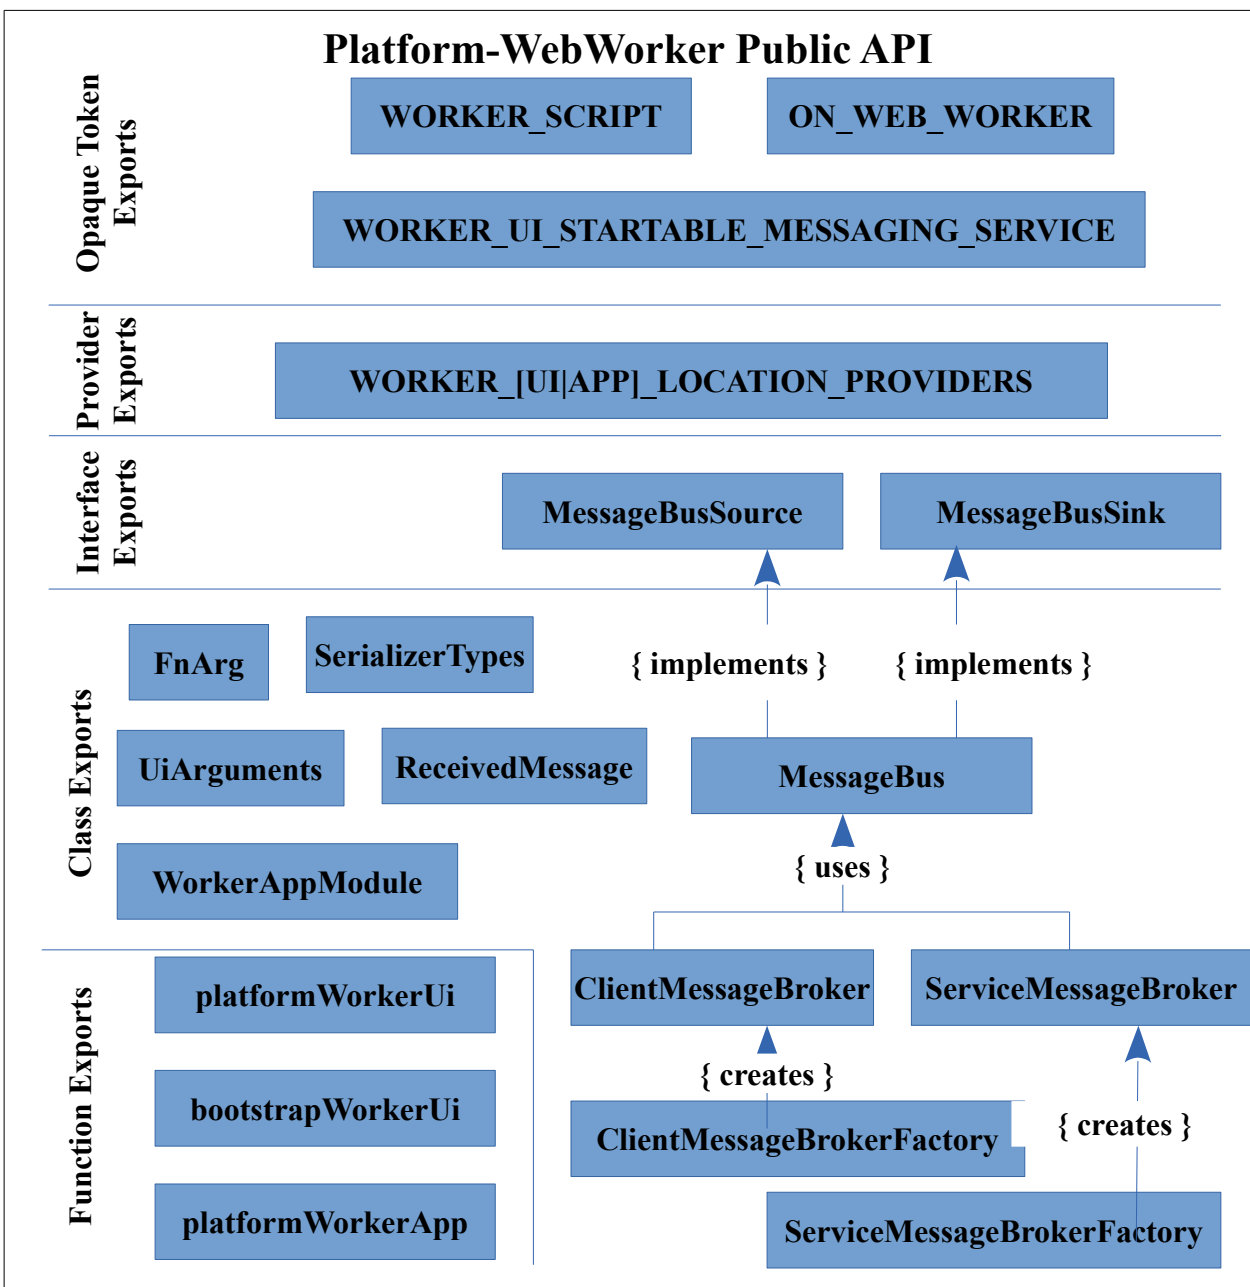 Platform-WebWorker Public API
Opaque Token
Exports
WORKER_SCRIPT
ON_WEB_WORKER
WORKER_UI_STARTABLE_MESSAGING_SERVICE
Provider
Exports
WORKER_[UI|APP]_LOCATION_PROVIDERS
Interface
Exports
MessageBusSource
MessageBusSink
Class Exports
FnArg
SerializerTypes
{ implements }
{ implements }
UiArguments
ReceivedMessage
MessageBus
WorkerAppModule
{ uses }
Function Exports
platformWorkerUi
ClientMessageBroker
ServiceMessageBroker
{ creates }
bootstrapWorkerUi
ClientMessageBrokerFactory
{ creates }
platformWorkerApp
ServiceMessageBrokerFactory